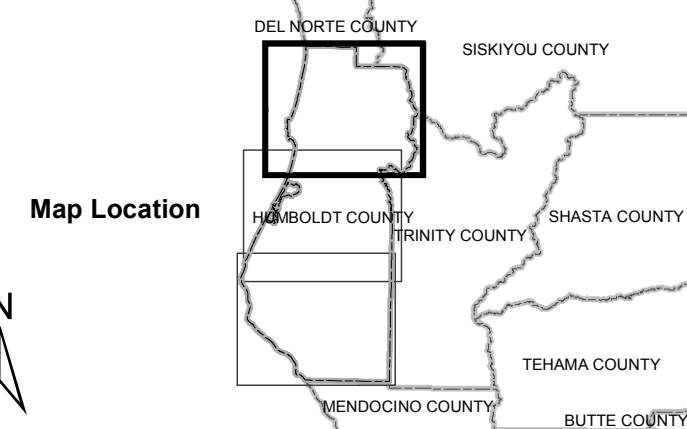 DEL NORTE COUNTY
SISKIYOU COUNTY
Map Location
HUMBOLDT COUNTY
SHASTA COUNTY
TRINITY COUNTY
N
TEHAMA COUNTY
MENDOCINO COUNTY
BUTTE COUNTY